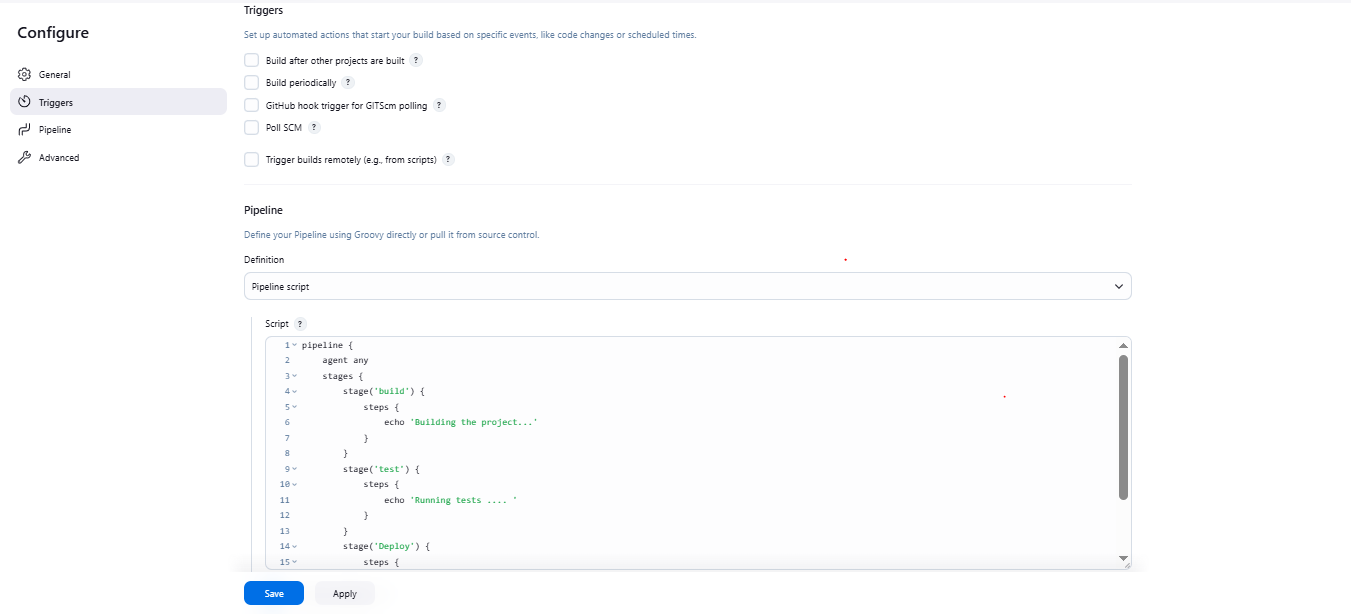 Triggers
Configure
Set up automated actions that start your build based on specific events, like code changes or scheduled times.
Build after other projects are built ?
General
Build periodically ?
Triggers
GitHub hook trigger for GITScm polling ?
Pipeline
Poll SCM ?
Advanced
Trigger builds remotely (e.g., from scripts) ?
Pipeline
Define your Pipeline using Groovy directly or pull it from source control.
Definition
Pipeline script
Script ?
1 pipeline {
2     agent any
3     stages {
4         stage('build') {
5             steps {
6                 echo 'Building the project...'
7             }
8         }
9         stage('test') {
10             steps {
11                 echo 'Running tests .... '
12             }
13         }
14         stage('Deploy') {
15             steps {
Save Apply